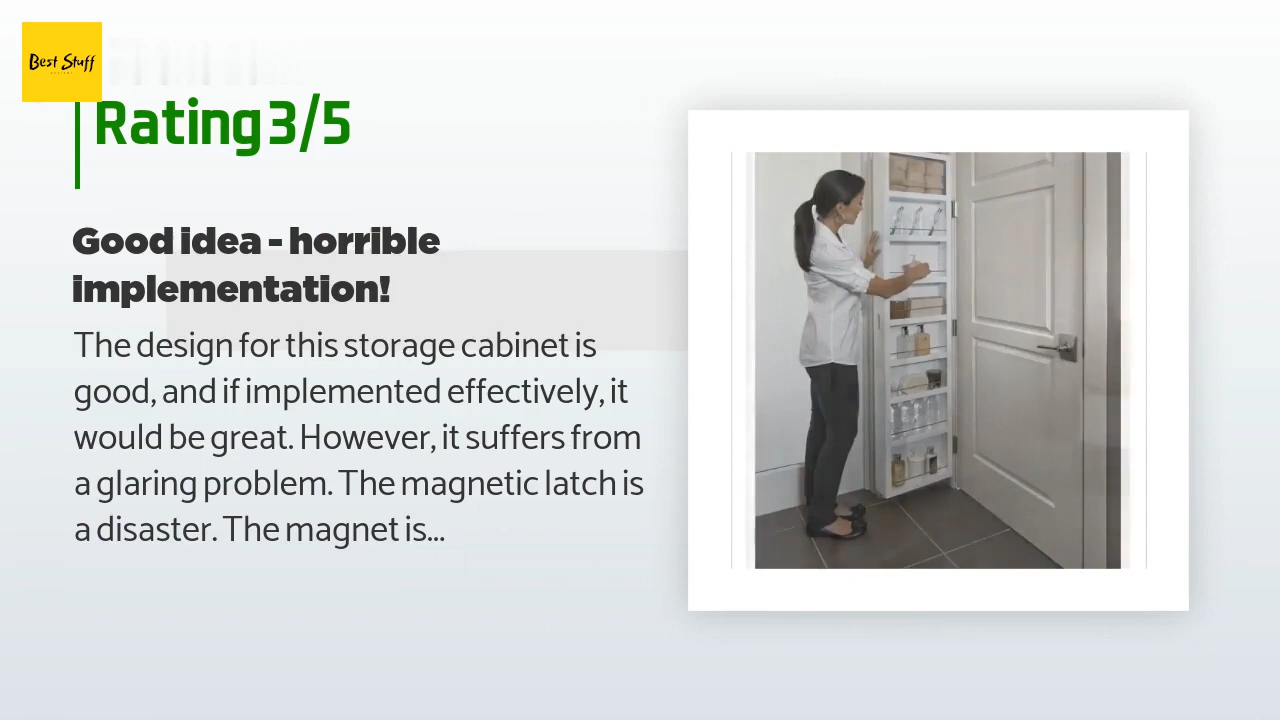 Best Stuff
Rating 3/5
Good idea - horrible
implementation!
The design for this storage cabinet is
good, and if implemented effectively, it
would be great. However, it suffers from
a glaring problem. The magnetic latch is
a disaster. The magnet is...